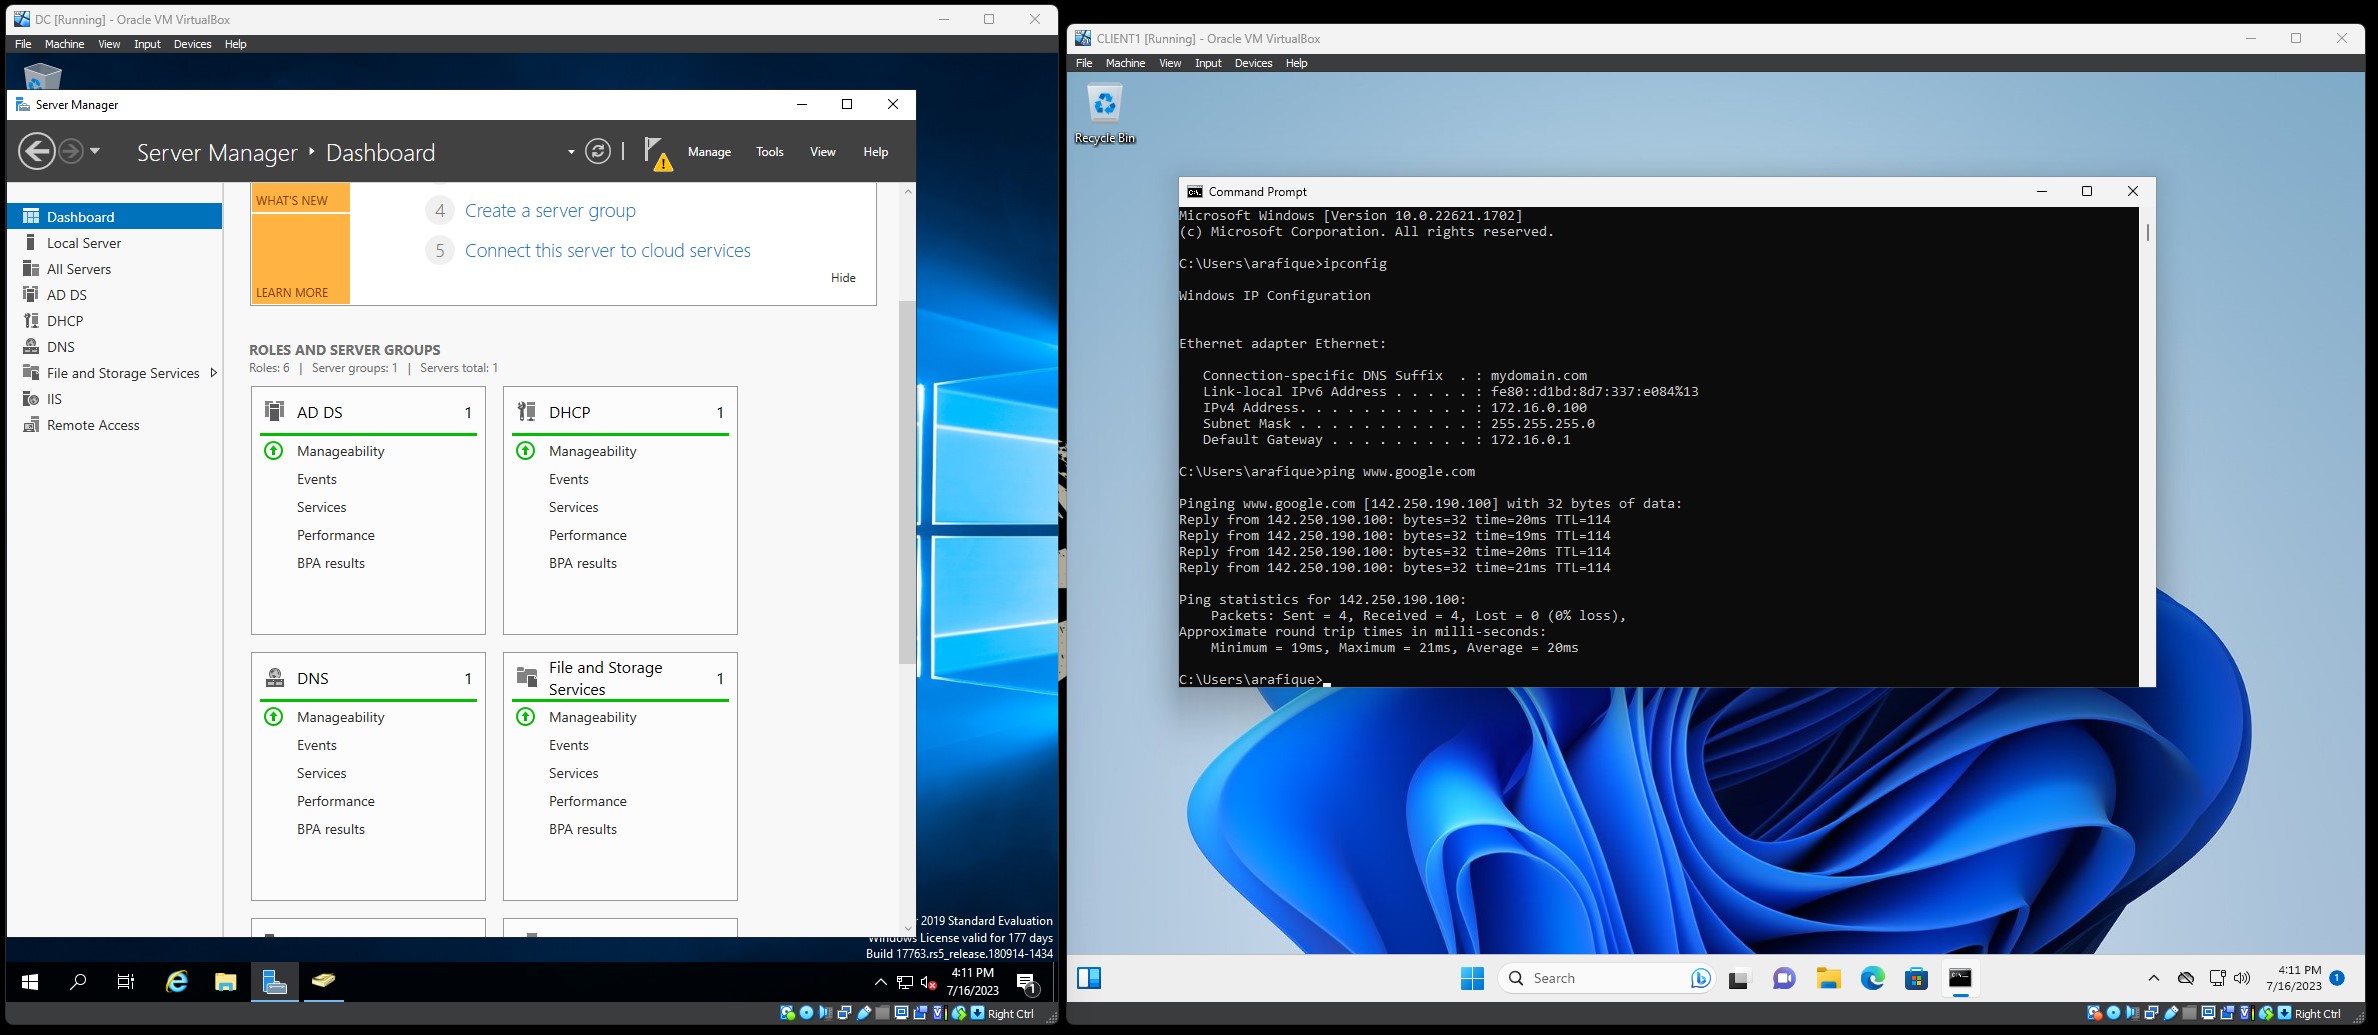 DC [Running] - Oracle VM VirtualBox
File Machine View Input Devices Help
Server Manager
Server Manager Dashboard
Manage Tools View Help
Dashboard
Local Server
All Servers
AD DS
DHCP
DNS
File and Storage Services
IIS
Remote Access
WHAT'S NEW
LEARN MORE
4 Create a server group
5 Connect this server to cloud services
Hide
ROLES AND SERVER GROUPS
Roles: 6 | Server groups: 1 | Servers total: 1
AD DS 1
Manageability
Events
Services
Performance
BPA results
DHCP 1
Manageability
Events
Services
Performance
BPA results
DNS 1
Manageability
Events
Services
Performance
BPA results
File and Storage
Services 1
Manageability
Events
Services
Performance
BPA results
2019 Standard Evaluation
Windows License valid for 177 days
Build 17763.rs5_release.180914-1434
4:11 PM
7/16/2023
1
Right Ctrl
CLIENT1 [Running] - Oracle VM VirtualBox
File Machine View Input Devices Help
Recycle Bin
Command Prompt
Microsoft Windows [Version 10.0.22621.1702]
(c) Microsoft Corporation. All rights reserved.
C:\Users\arafique>ipconfig
Windows IP Configuration
Ethernet adapter Ethernet:
Connection-specific DNS Suffix . : mydomain.com
Link-local IPv6 Address . . . . . : fe80::d1bd:8d7:337:e084%13
IPv4 Address. . . . . . . . . . . : 172.16.0.100
Subnet Mask . . . . . . . . . . . : 255.255.255.0
Default Gateway . . . . . . . . . : 172.16.0.1
C:\Users\arafique>ping www.google.com
Pinging www.google.com [142.250.190.100] with 32 bytes of data:
Reply from 142.250.190.100: bytes=32 time=20ms TTL=114
Reply from 142.250.190.100: bytes=32 time=19ms TTL=114
Reply from 142.250.190.100: bytes=32 time=20ms TTL=114
Reply from 142.250.190.100: bytes=32 time=21ms TTL=114
Ping statistics for 142.250.190.100:
Packets: Sent = 4, Received = 4, Lost = 0 (0% loss),
Approximate round trip times in milli-seconds:
Minimum = 19ms, Maximum = 21ms, Average = 20ms
C:\Users\arafique>
Search
4:11 PM
7/16/2023
1
Right Ctrl